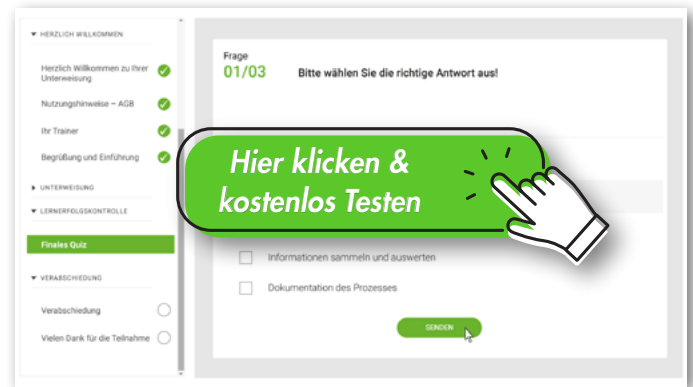 HERZLICH WILLKOMMEN
Herzlich Willkommen zu Ihrer
Unterweisung
Nutzungshinweise – AGB
Ihr Trainer
Begrüßung und Einführung
UNTERWEISUNG
LERNERFOLGSKONTROLLE
Finales Quiz
VERABSCHIEDUNG
Verabschiedung
Vielen Dank für die Teilnahme
Frage
01/03
Bitte wählen Sie die richtige Antwort aus!
Hier klicken &
kostenlos Testen
Informationen sammeln und auswerten
Dokumentation des Prozesses
SENDEN